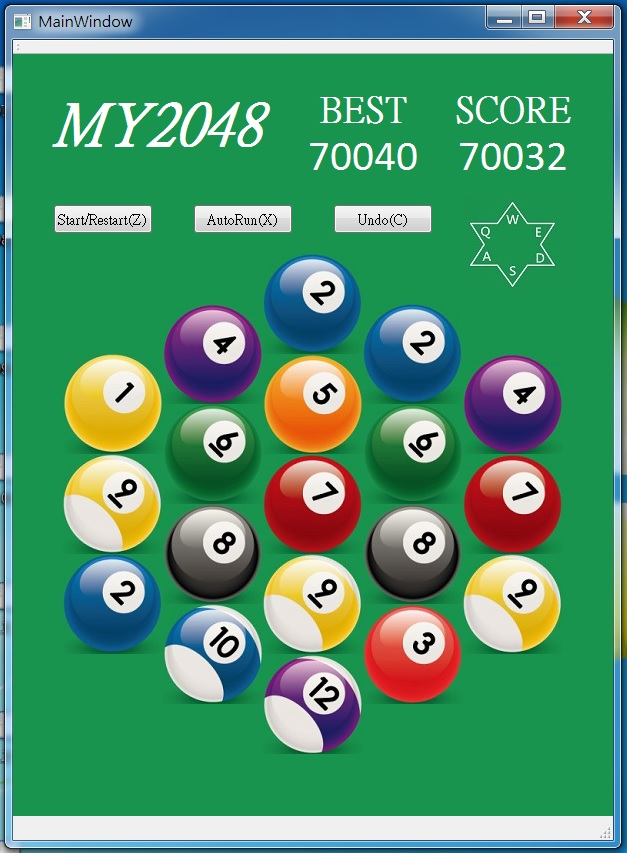 MainWindow
MY2048
BEST
SCORE
70040
70032
Start/Restart(Z)
AutoRun(X)
Undo(C)
W
Q
E
A
D
S
2
4
2
1
5
4
6
6
9
7
7
8
8
2
9
9
10
3
12